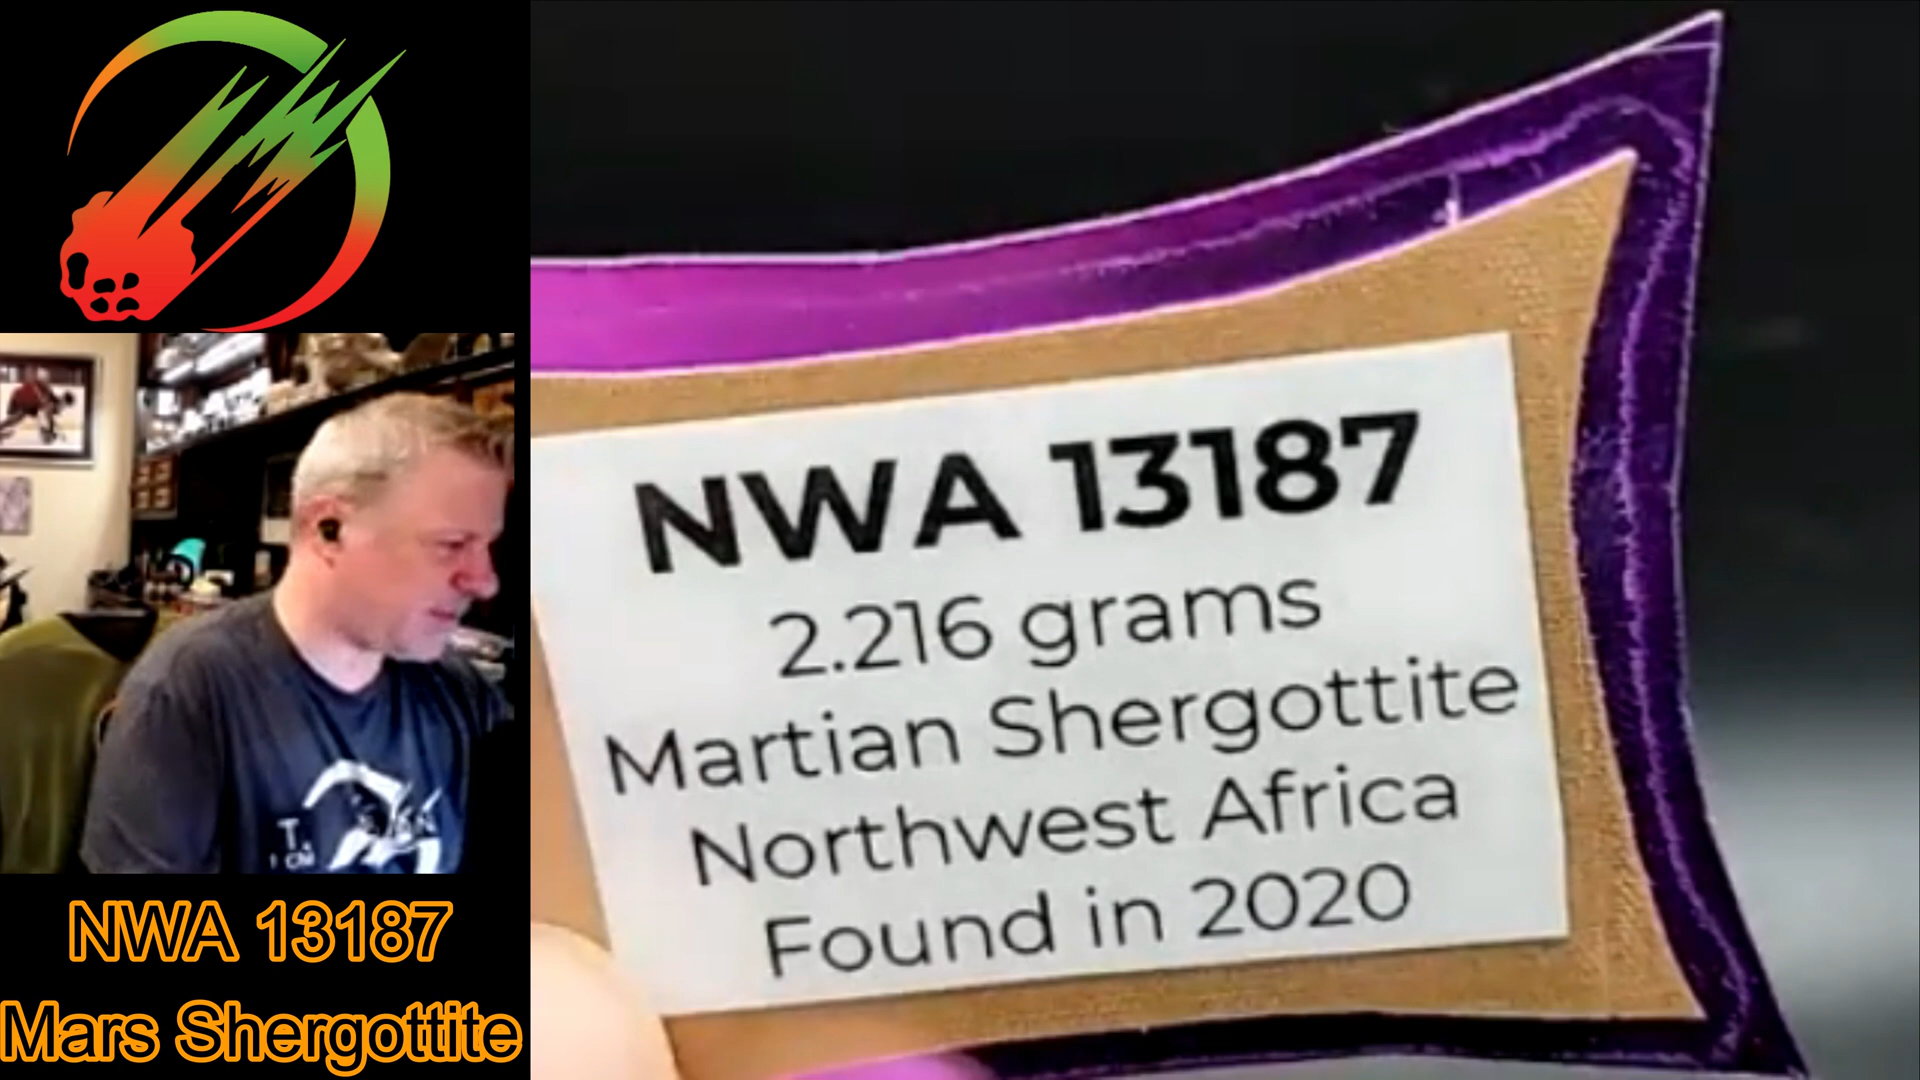 NWA 13187
Mars Shergottite
NWA 13187
2.216 grams
Martian Shergottite
Northwest Africa
Found in 2020